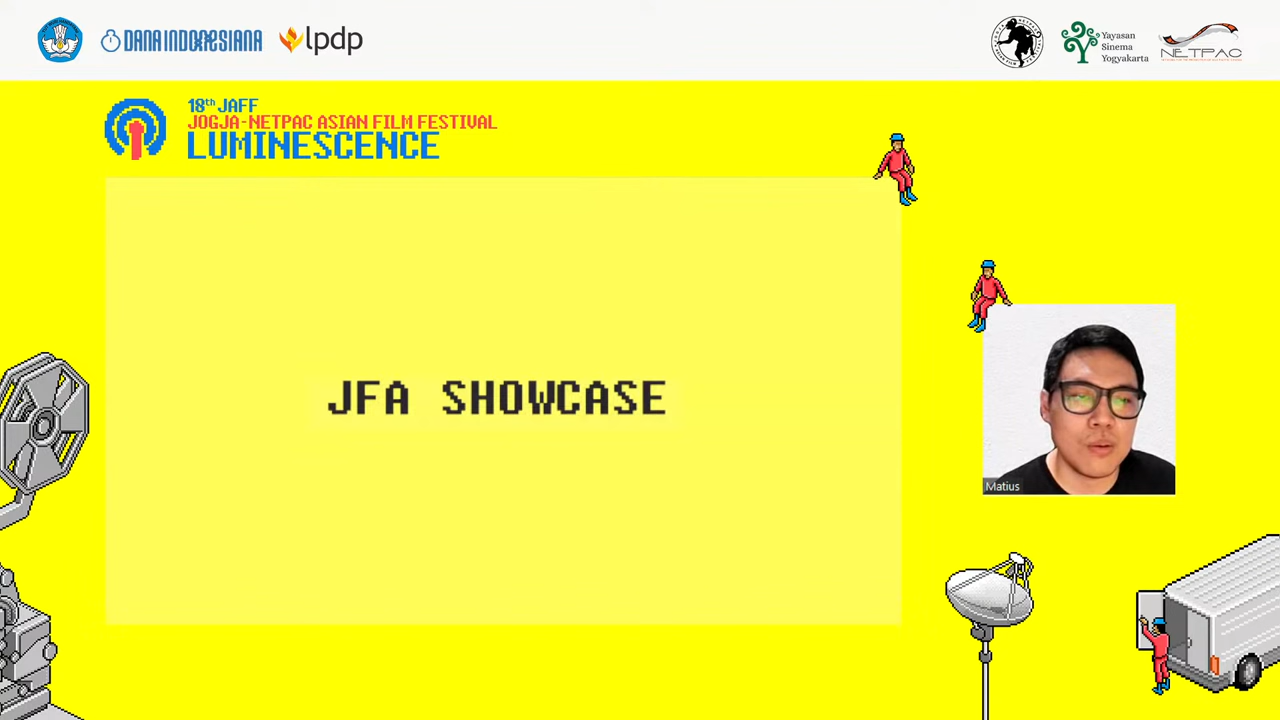 DANA INDONESIANA
lpdp
Yayasan
Sinema
Yogyakarta
NETPAC
18th JAFF
JOGJA-NETPAC ASIAN FILM FESTIVAL
LUMINESCENCE
JFA SHOWCASE
Matius